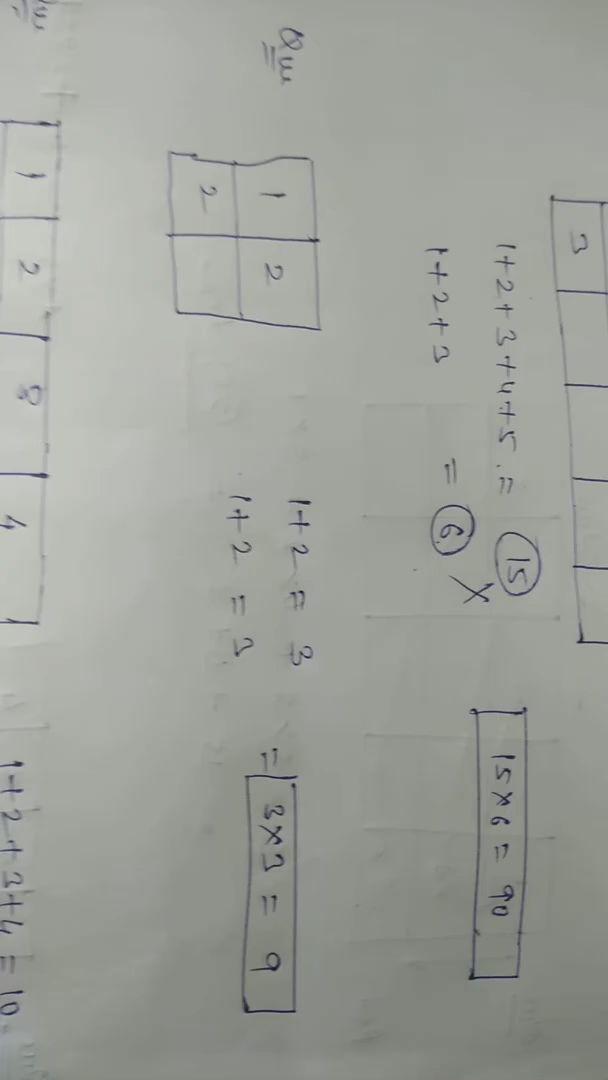 3
1+2+3+4+5 = 15
1+2+3 = 6 ×
15×6 = 90
Que
1 2
2
1+2 = 3
1+2 = 3
= 3×3 = 9
1 2 3 4
1+2+3+4 = 10